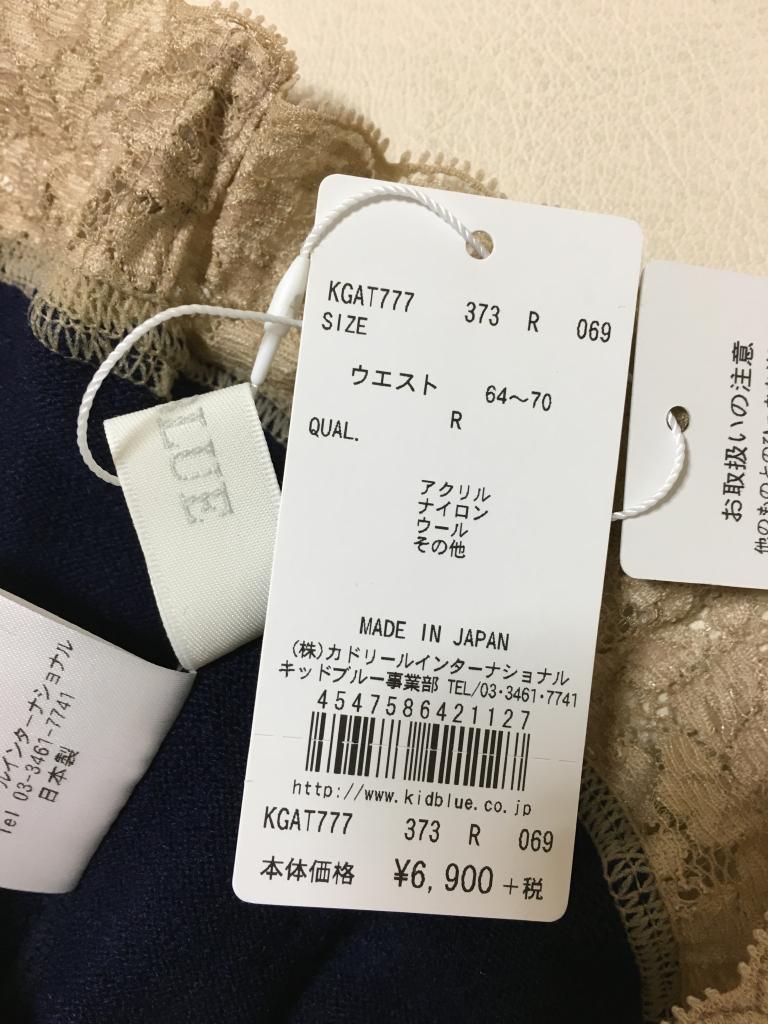 KGAT777 373 R 069
SIZE
ウエスト 64〜70
R
QUAL.
アクリル
ナイロン
ウール
その他
MADE IN JAPAN
(株)カドリールインターナショナル
キッドブルー事業部 TEL/03・3461・7741
4547586421127
http://www.kidblue.co.jp
KGAT777 373 R 069
本体価格 ¥6,900+税
LUE
ルインターナショナル
Tel 03-3461-7741
日本製
お取扱いの注意